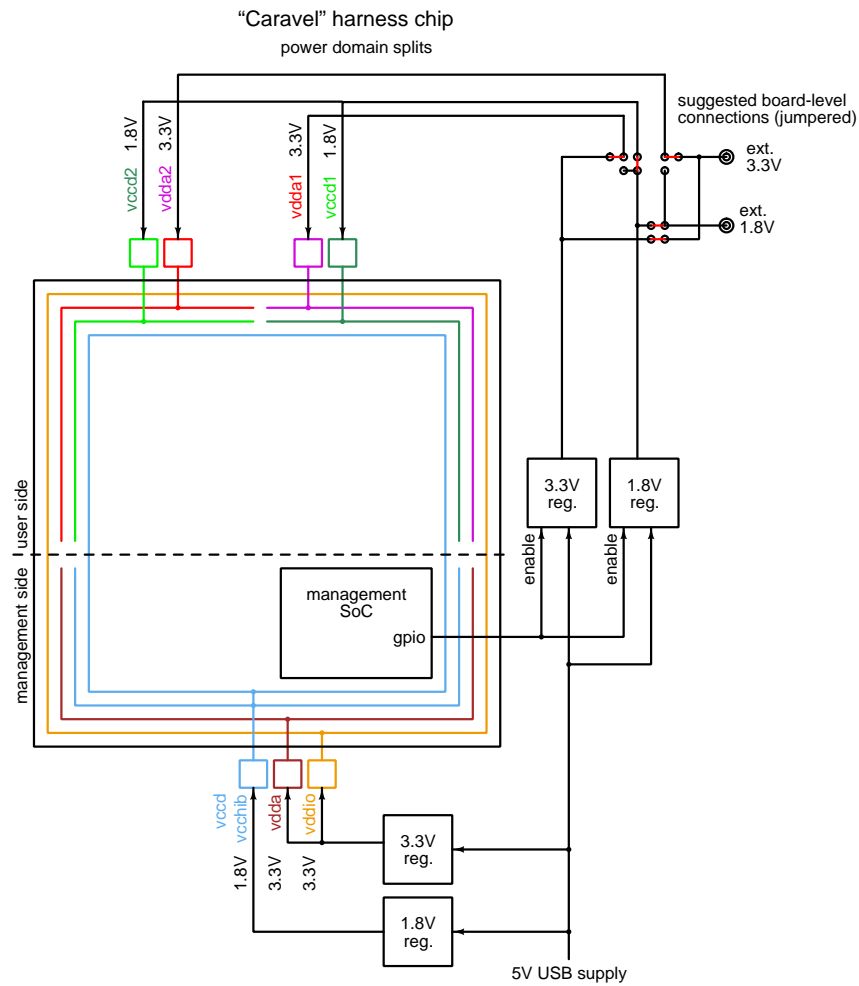 “Caravel” harness chip
power domain splits
suggested board-level
connections (jumpered)
ext.
3.3V
ext.
1.8V
vccd2 1.8V
vdda2 3.3V
vdda1 3.3V
vccd1 1.8V
3.3V
reg.
1.8V
reg.
enable
enable
user side
management side
management
SoC
gpio
vccd
vcchib
vdda
vddio
1.8V
3.3V
3.3V
3.3V
reg.
1.8V
reg.
5V USB supply